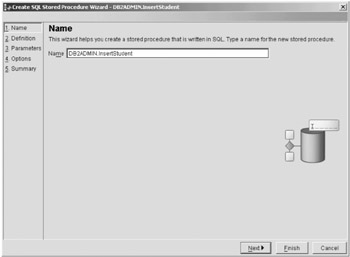 Create SQL Stored Procedure Wizard - DB2ADMIN.InsertStudent
1. Name
2. Definition
3. Parameters
4. Options
5. Summary
Name
This wizard helps you create a stored procedure that is written in SQL. Type a name for the new stored procedure.
Name DB2ADMIN.InsertStudent
Next
Finish
Cancel